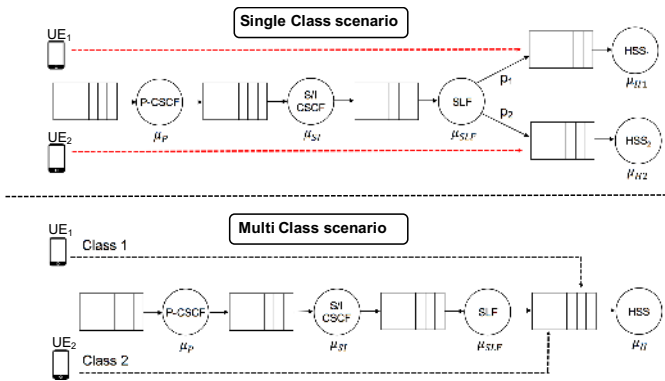 Single Class scenario
UE1
HSS1
μH1
p1
P-CSCF
μP
S/I
CSCF
μSI
SLF
μSLF
p2
UE2
HSS2
μH2
Multi Class scenario
UE1
Class 1
P-CSCF
μP
S/I
CSCF
μSI
SLF
μSLF
HSS
μH
UE2
Class 2